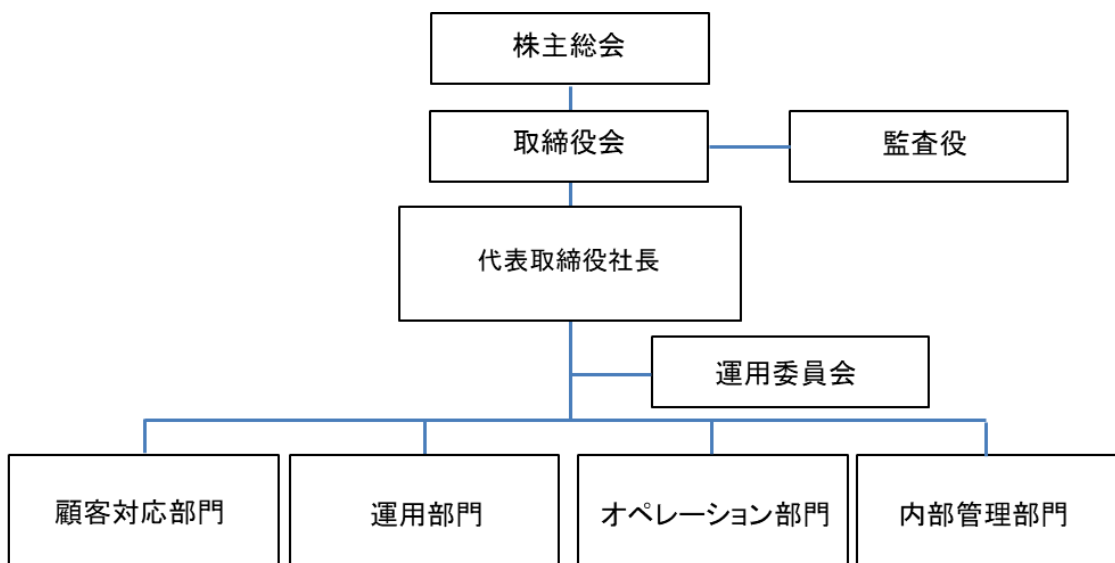 株主総会
取締役会
監査役
代表取締役社長
運用委員会
顧客対応部門
運用部門
オペレーション部門
内部管理部門